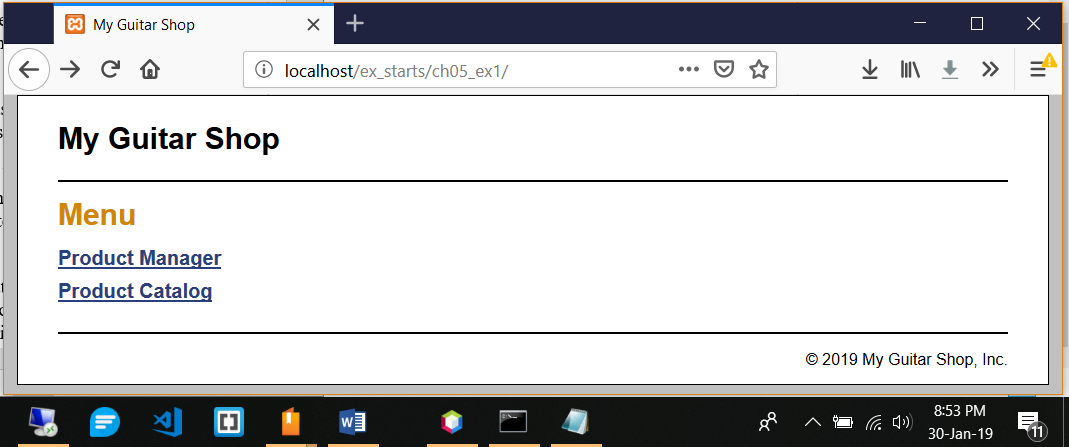 My Guitar Shop
localhost/ex_starts/ch05_ex1/
My Guitar Shop
Menu
Product Manager
Product Catalog
© 2019 My Guitar Shop, Inc.
8:53 PM
30-Jan-19
11